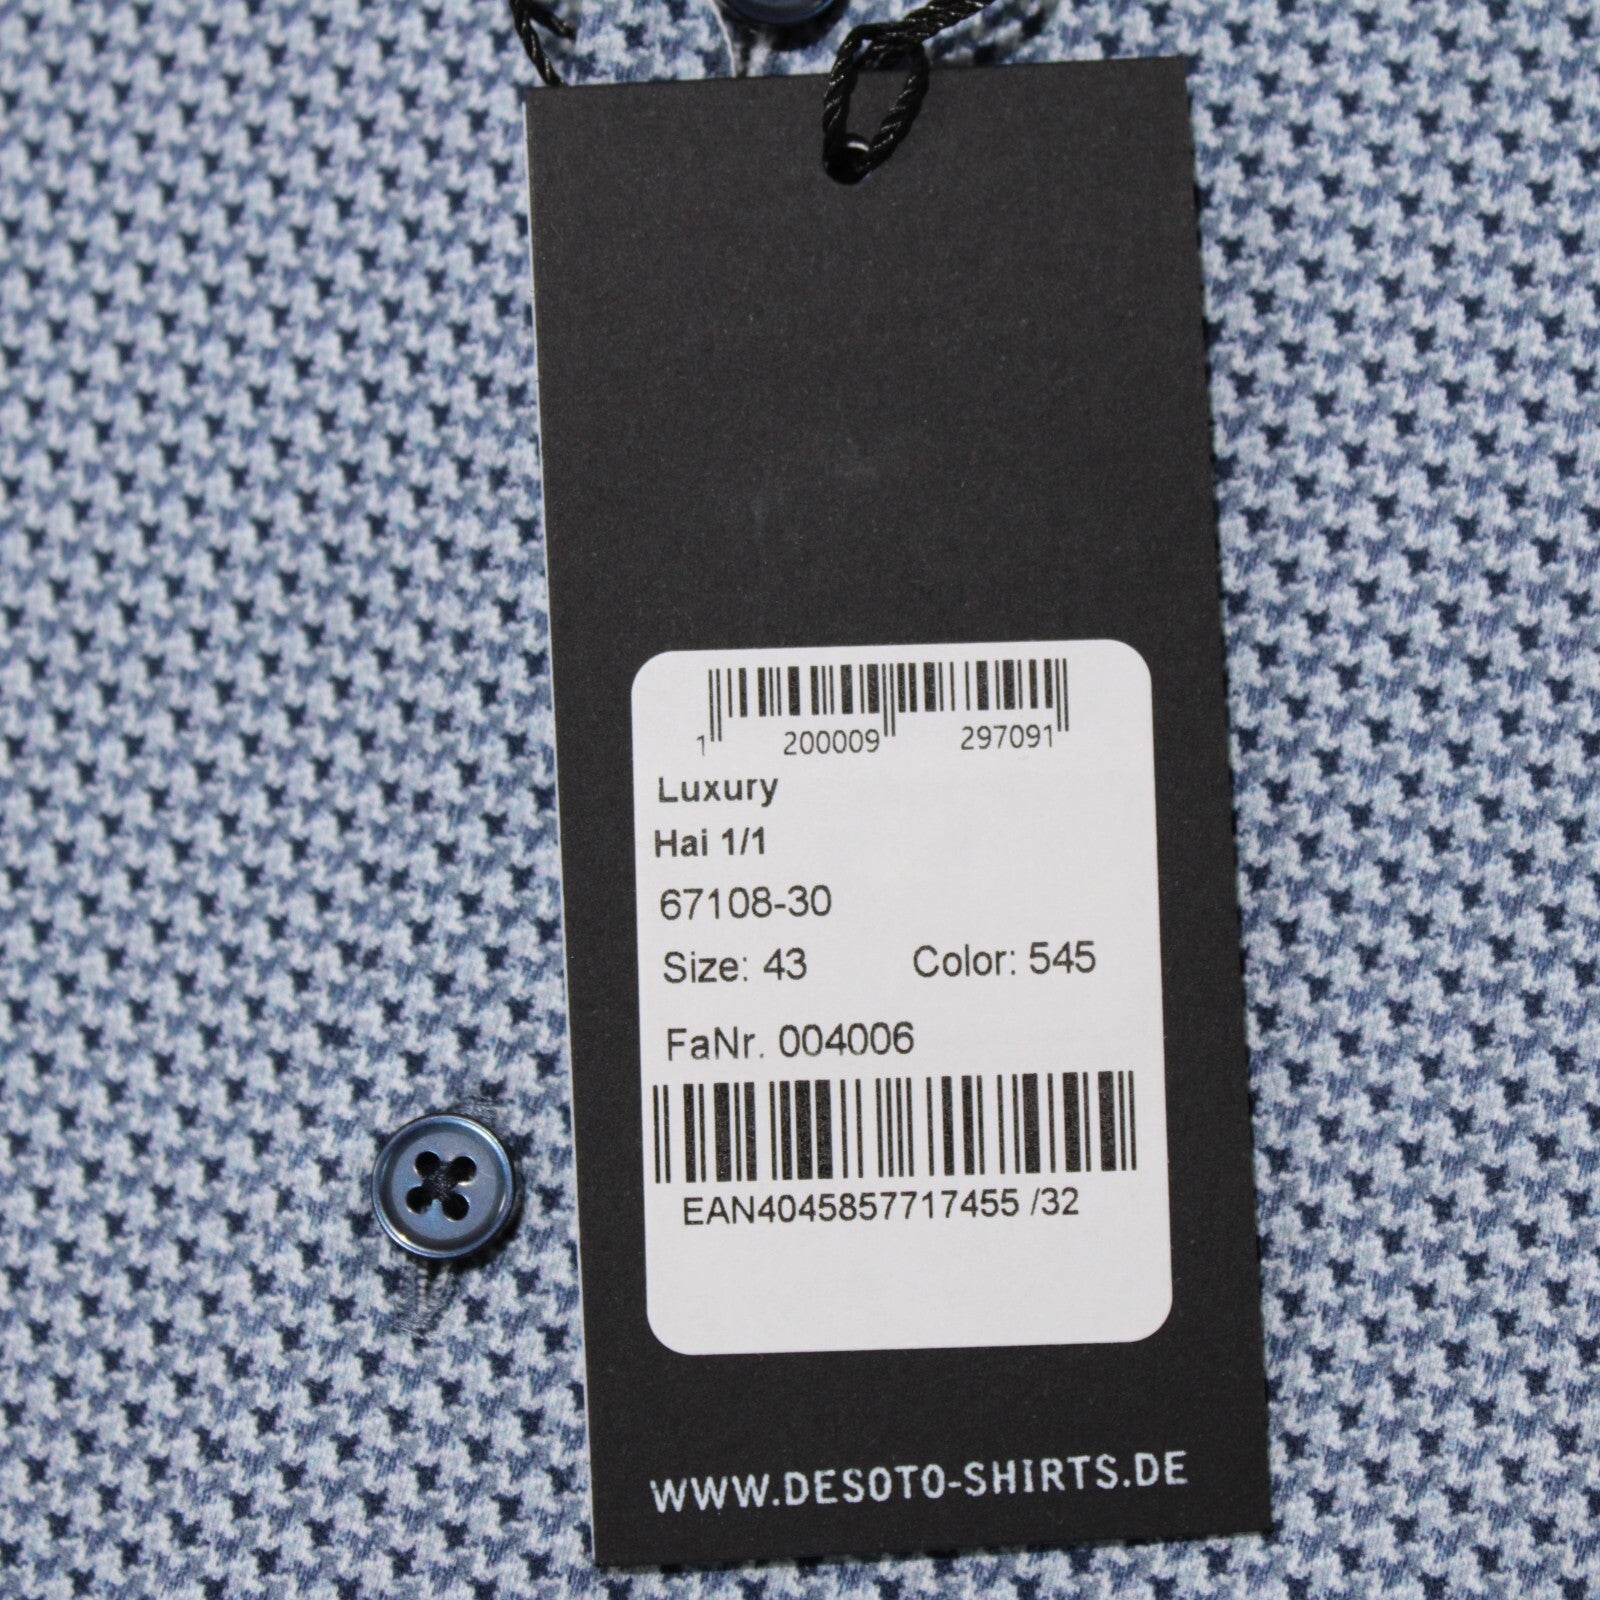 1 200009 297091
Luxury
Hai 1/1
67108-30
Size: 43 Color: 545
FaNr. 004006
EAN4045857717455 /32
WWW.DESOTO-SHIRTS.DE